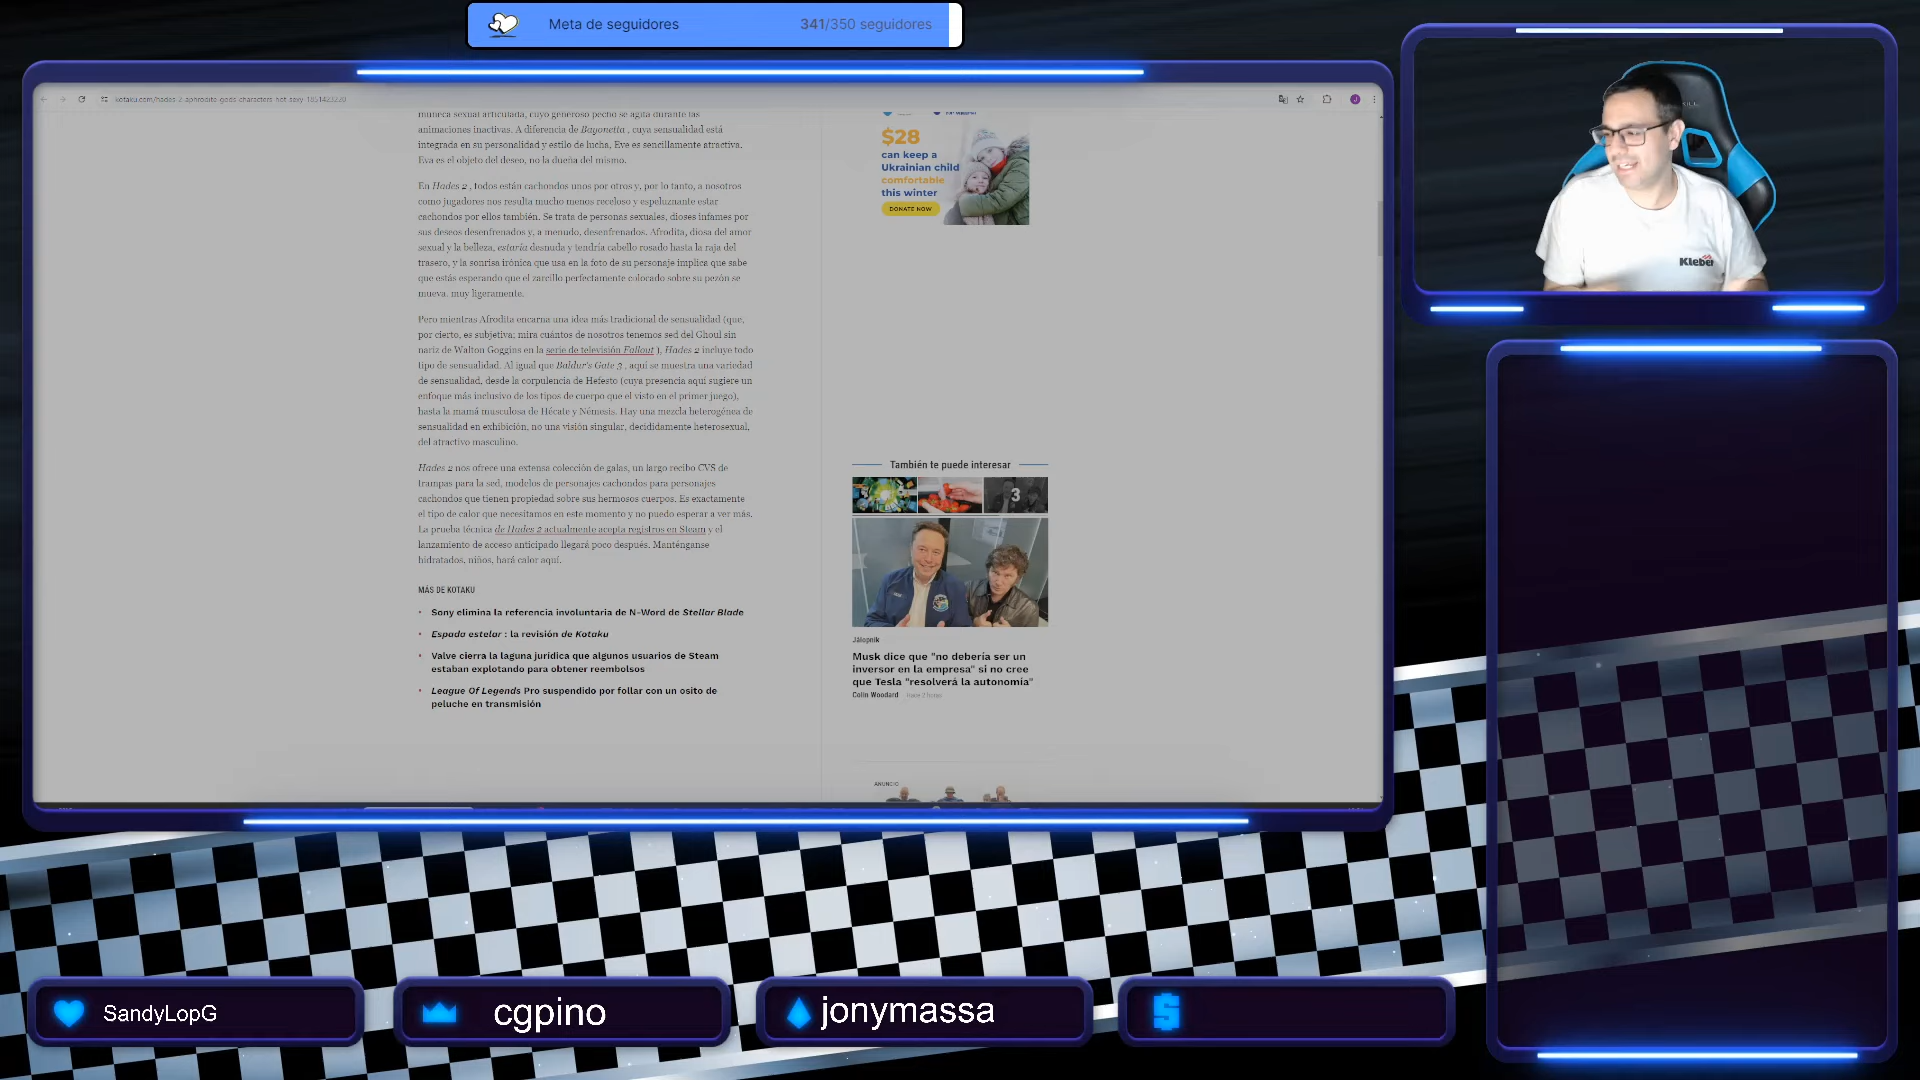 Meta de seguidores
341/350 seguidores
kotaku.com/hades-2-aphrodite-gods-characters-hot-sexy-1851423229
muñeca sexual articulada, cuyo generoso pecho se agita durante las
animaciones inactivas. A diferencia de Bayonetta , cuya sensualidad está
integrada en su personalidad y estilo de lucha, Eve es sencillamente atractiva.
Eva es el objeto del deseo, no la dueña del mismo.
En Hades 2 , todos están cachondos unos por otros y, por lo tanto, a nosotros
como jugadores nos resulta mucho menos receloso y espeluznante estar
cachondos por ellos también. Se trata de personas sexuales, dioses infames por
sus deseos desenfrenados y, a menudo, desenfrenados. Afrodita, diosa del amor
sexual y la belleza, estaría desnuda y tendría cabello rosado hasta la raja del
trasero, y la sonrisa irónica que usa en la foto de su personaje implica que sabe
que estás esperando que el zarcillo perfectamente colocado sobre su pezón se
mueva. muy ligeramente.
Pero mientras Afrodita encarna una idea más tradicional de sensualidad (que,
por cierto, es subjetiva; mira cuántos de nosotros tenemos sed del Ghoul sin
nariz de Walton Goggins en la serie de televisión Fallout ), Hades 2 incluye todo
tipo de sensualidad. Al igual que Baldur's Gate 3 , aquí se muestra una variedad
de sensualidad, desde la corpulencia de Hefesto (cuya presencia aquí sugiere un
enfoque más inclusivo de los tipos de cuerpo que el visto en el primer juego),
hasta la mamá musculosa de Hécate y Némesis. Hay una mezcla heterogénea de
sensualidad en exhibición, no una visión singular, decididamente heterosexual,
del atractivo masculino.
Hades 2 nos ofrece una extensa colección de galas, un largo recibo CVS de
trampas para la sed, modelos de personajes cachondos para personajes
cachondos que tienen propiedad sobre sus hermosos cuerpos. Es exactamente
el tipo de calor que necesitamos en este momento y no puedo esperar a ver más.
La prueba técnica de Hades 2 actualmente acepta registros en Steam y el
lanzamiento de acceso anticipado llegará poco después. Manténganse
hidratados, niños, hará calor aquí.
MÁS DE KOTAKU
• Sony elimina la referencia involuntaria de N-Word de Stellar Blade
• Espada estelar : la revisión de Kotaku
• Valve cierra la laguna jurídica que algunos usuarios de Steam
estaban explotando para obtener reembolsos
• League Of Legends Pro suspendido por follar con un osito de
peluche en transmisión
$28
can keep a
Ukrainian child
comfortable
this winter
DONATE NOW
También te puede interesar
3
Jalopnik
Musk dice que "no debería ser un
inversor en la empresa" si no cree
que Tesla "resolverá la autonomía"
Colin Woodard hace 2 horas
ANUNCIO
Kleber
SandyLopG
cgpino
jonymassa
$